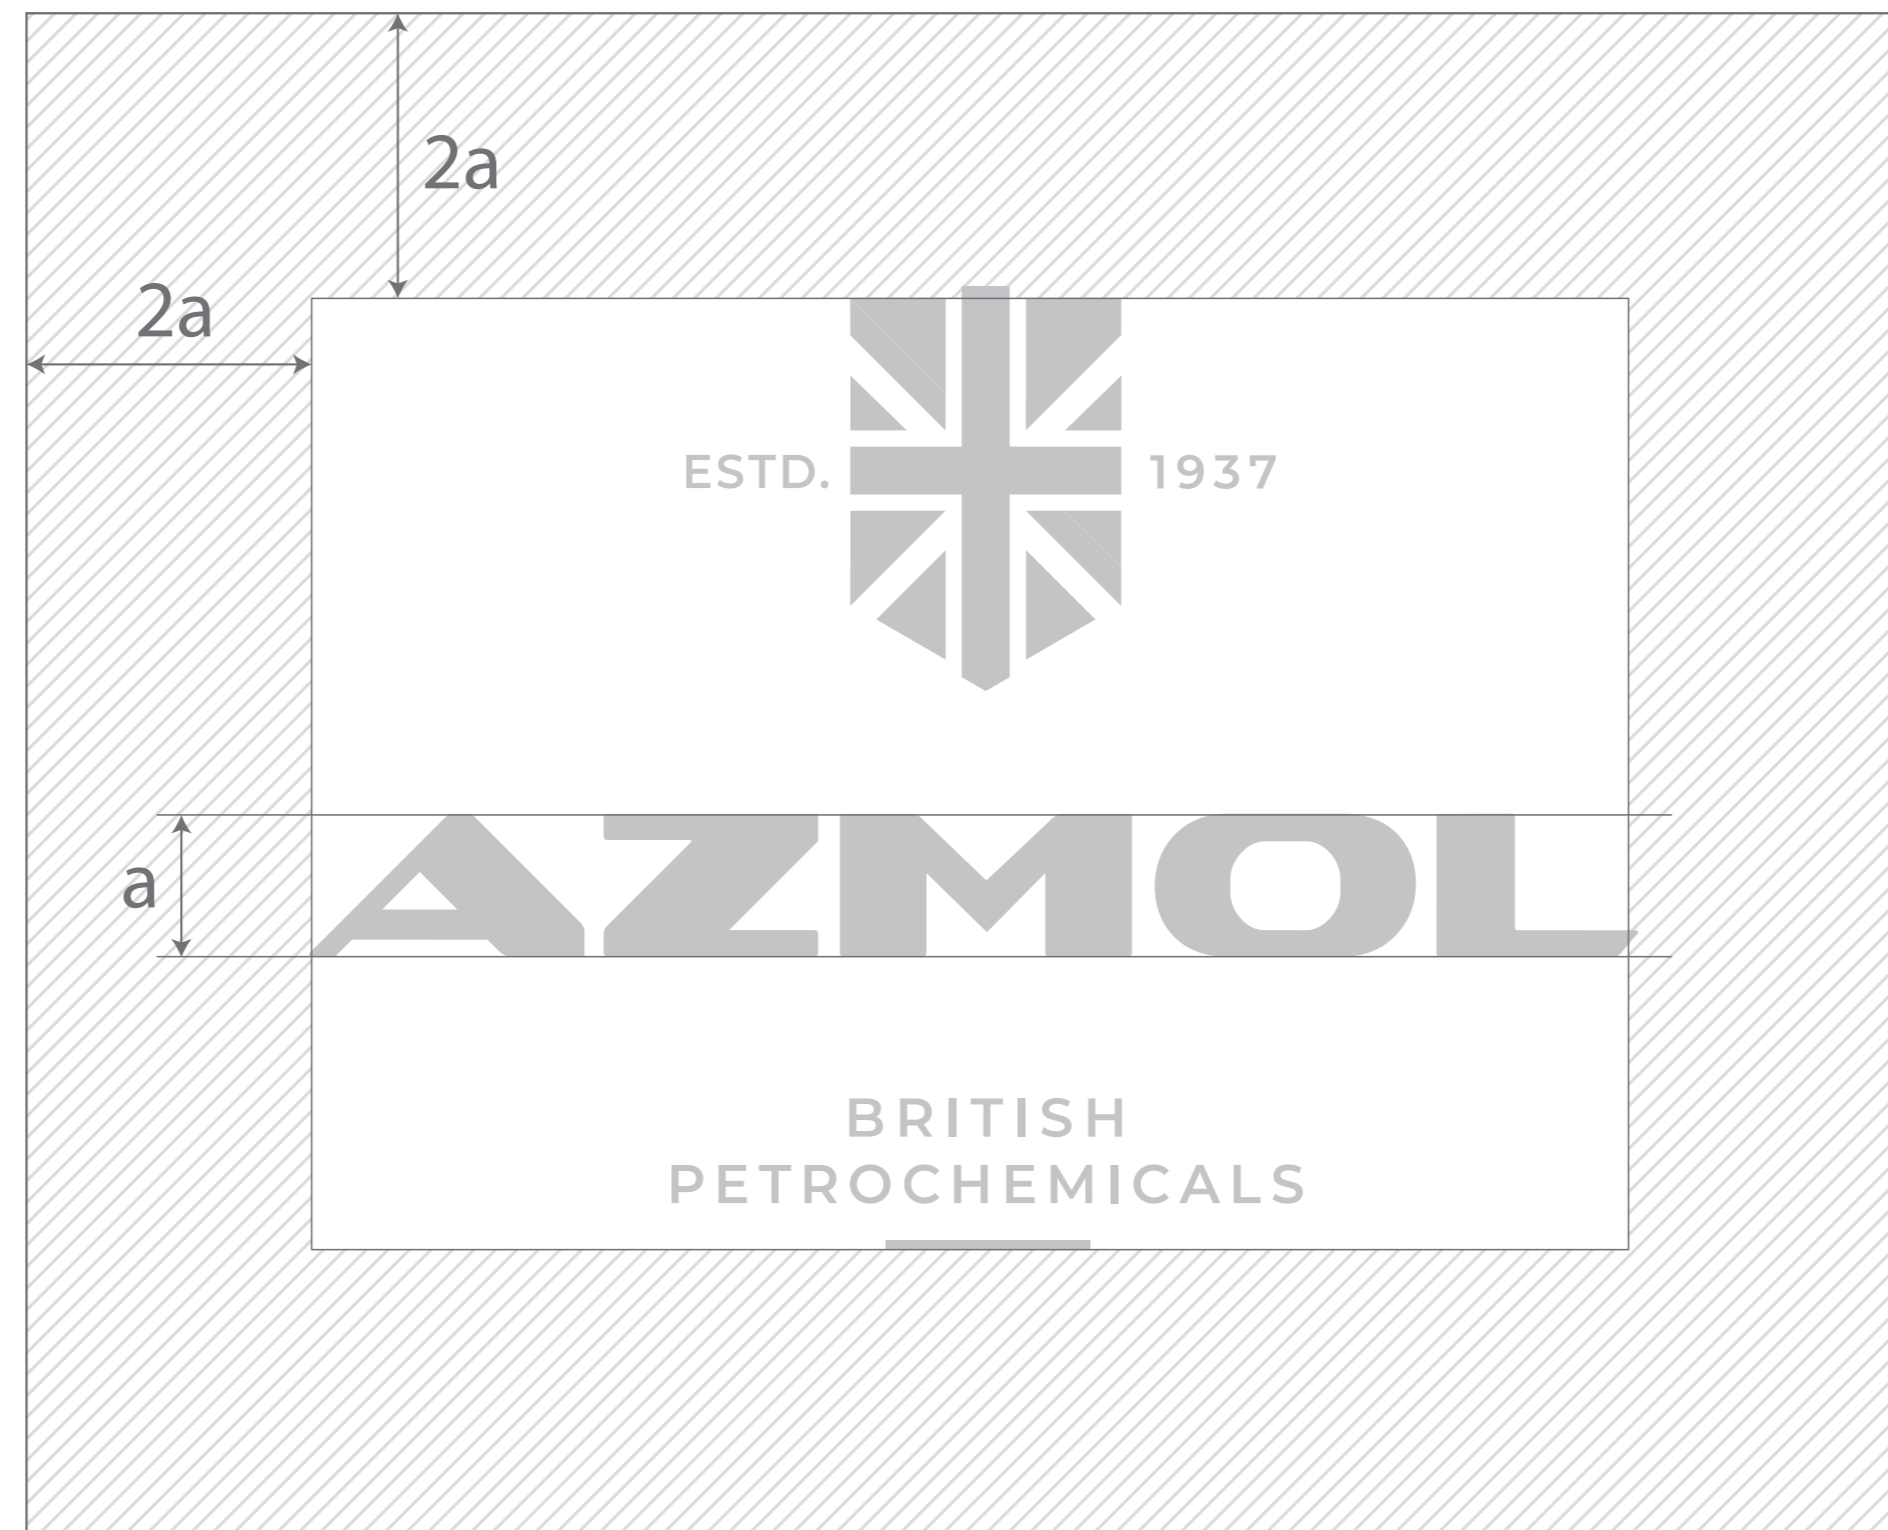 2a
2a
ESTD. 1937
a
AZMOL
BRITISH
PETROCHEMICALS